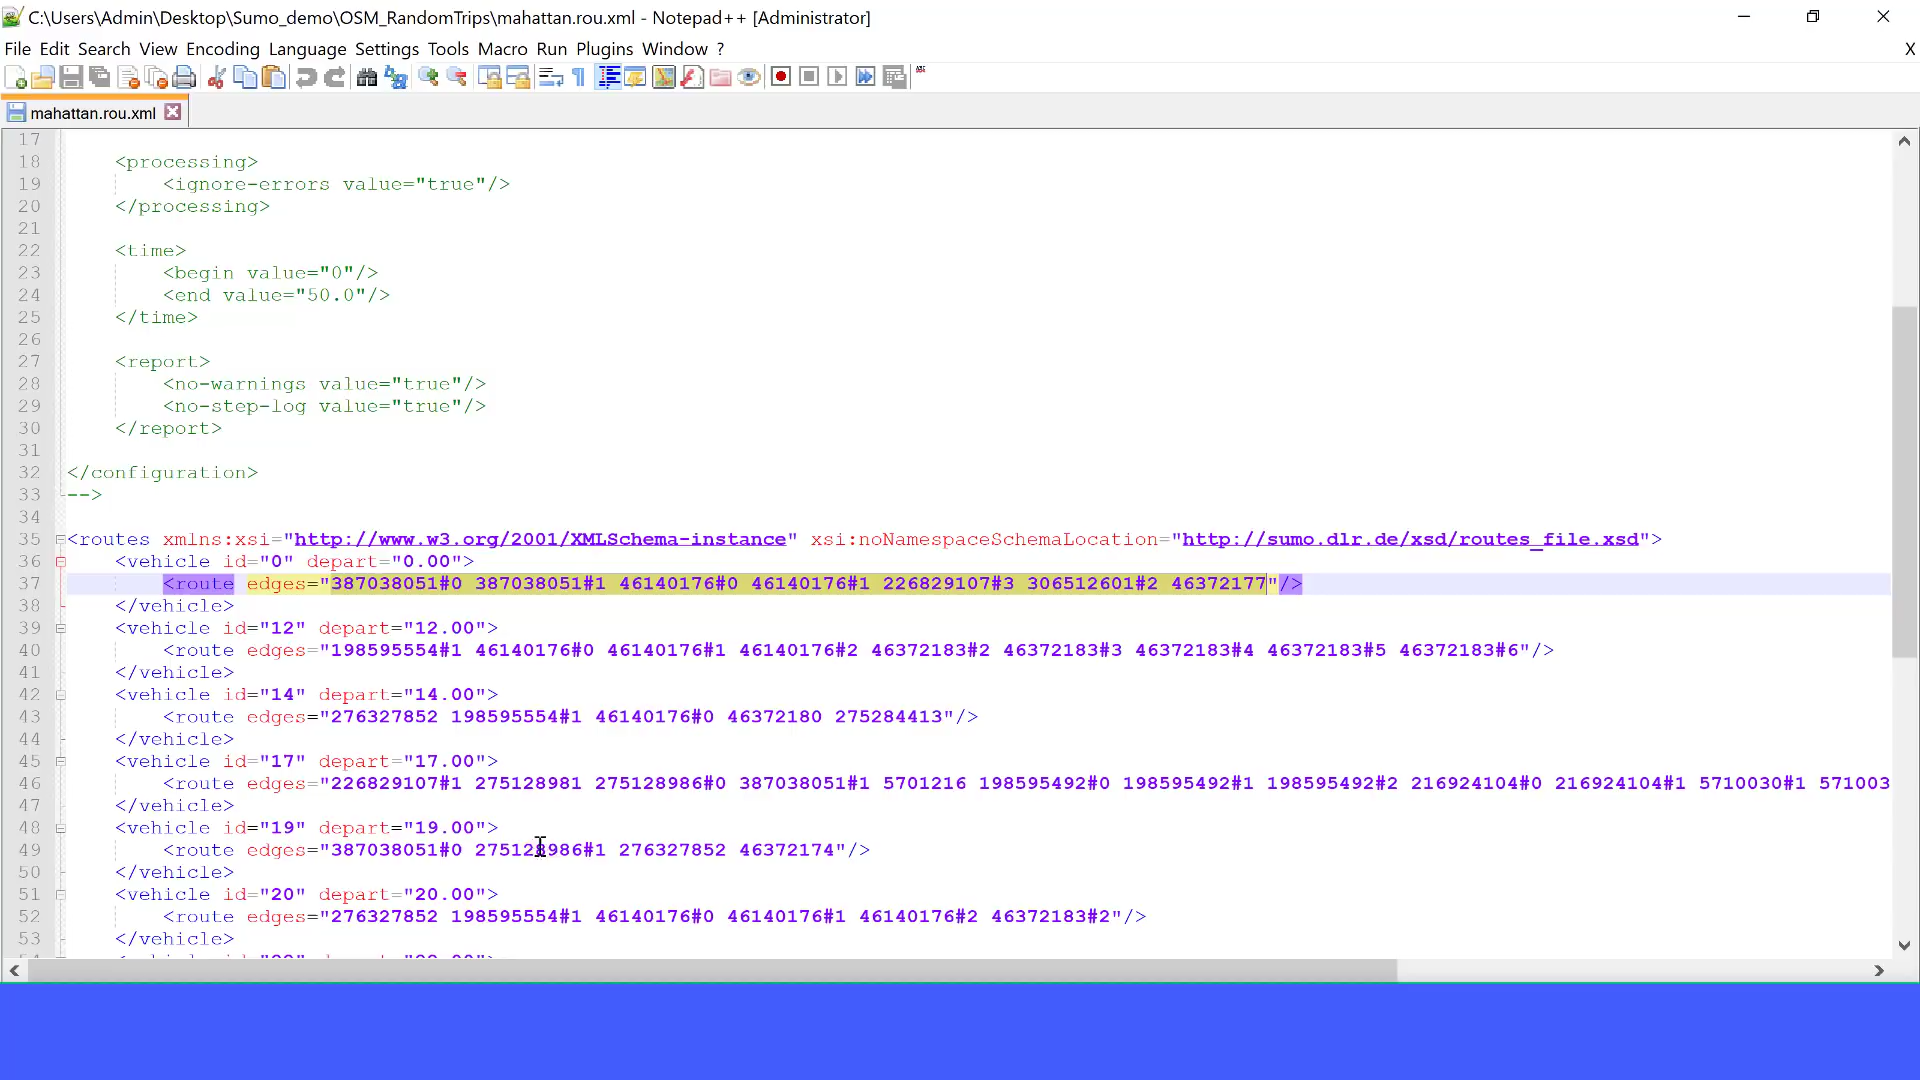 C:\Users\Admin\Desktop\Sumo_demo\OSM_RandomTrips\mahattan.rou.xml - Notepad++ [Administrator]
File Edit Search View Encoding Language Settings Tools Macro Run Plugins Window ? X
mahattan.rou.xml
17
18 <processing>
19 <ignore-errors value="true"/>
20 </processing>
21
22 <time>
23 <begin value="0"/>
24 <end value="50.0"/>
25 </time>
26
27 <report>
28 <no-warnings value="true"/>
29 <no-step-log value="true"/>
30 </report>
31
32 </configuration>
33 -->
34
35 <routes xmlns:xsi="http://www.w3.org/2001/XMLSchema-instance" xsi:noNamespaceSchemaLocation="http://sumo.dlr.de/xsd/routes_file.xsd">
36 <vehicle id="0" depart="0.00">
37 <route edges="387038051#0 387038051#1 46140176#0 46140176#1 226829107#3 306512601#2 46372177"/>
38 </vehicle>
39 <vehicle id="12" depart="12.00">
40 <route edges="198595554#1 46140176#0 46140176#1 46140176#2 46372183#2 46372183#3 46372183#4 46372183#5 46372183#6"/>
41 </vehicle>
42 <vehicle id="14" depart="14.00">
43 <route edges="276327852 198595554#1 46140176#0 46372180 275284413"/>
44 </vehicle>
45 <vehicle id="17" depart="17.00">
46 <route edges="226829107#1 275128981 275128986#0 387038051#1 5701216 198595492#0 198595492#1 198595492#2 216924104#0 216924104#1 5710030#1 571003
47 </vehicle>
48 <vehicle id="19" depart="19.00">
49 <route edges="387038051#0 275128986#1 276327852 46372174"/>
50 </vehicle>
51 <vehicle id="20" depart="20.00">
52 <route edges="276327852 198595554#1 46140176#0 46140176#1 46140176#2 46372183#2"/>
53 </vehicle>